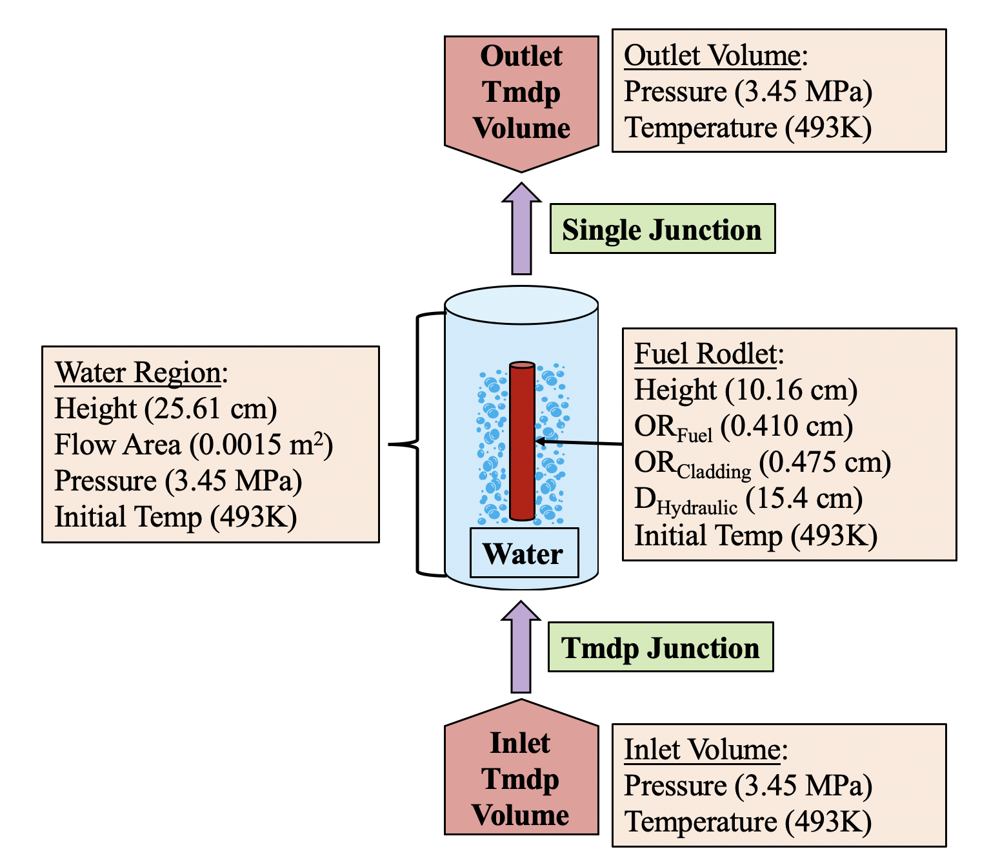 Outlet
Tmdp
Volume
Outlet Volume:
Pressure (3.45 MPa)
Temperature (493K)
Single Junction
Water Region:
Height (25.61 cm)
Flow Area (0.0015 m²)
Pressure (3.45 MPa)
Initial Temp (493K)
Fuel Rodlet:
Height (10.16 cm)
OR_Fuel (0.410 cm)
OR_Cladding (0.475 cm)
D_Hydraulic (15.4 cm)
Initial Temp (493K)
Water
Tmdp Junction
Inlet
Tmdp
Volume
Inlet Volume:
Pressure (3.45 MPa)
Temperature (493K)